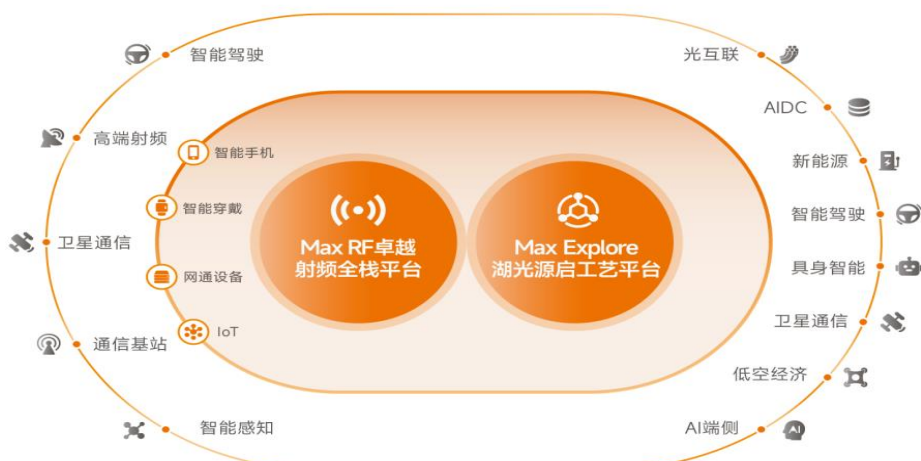 智能驾驶
高端射频
卫星通信
通信基站
智能感知
智能手机
智能穿戴
网通设备
IoT
Max RF卓越
射频全栈平台
Max Explore
湖光源启工艺平台
光互联
AIDC
新能源
智能驾驶
具身智能
卫星通信
低空经济
AI端侧
AI